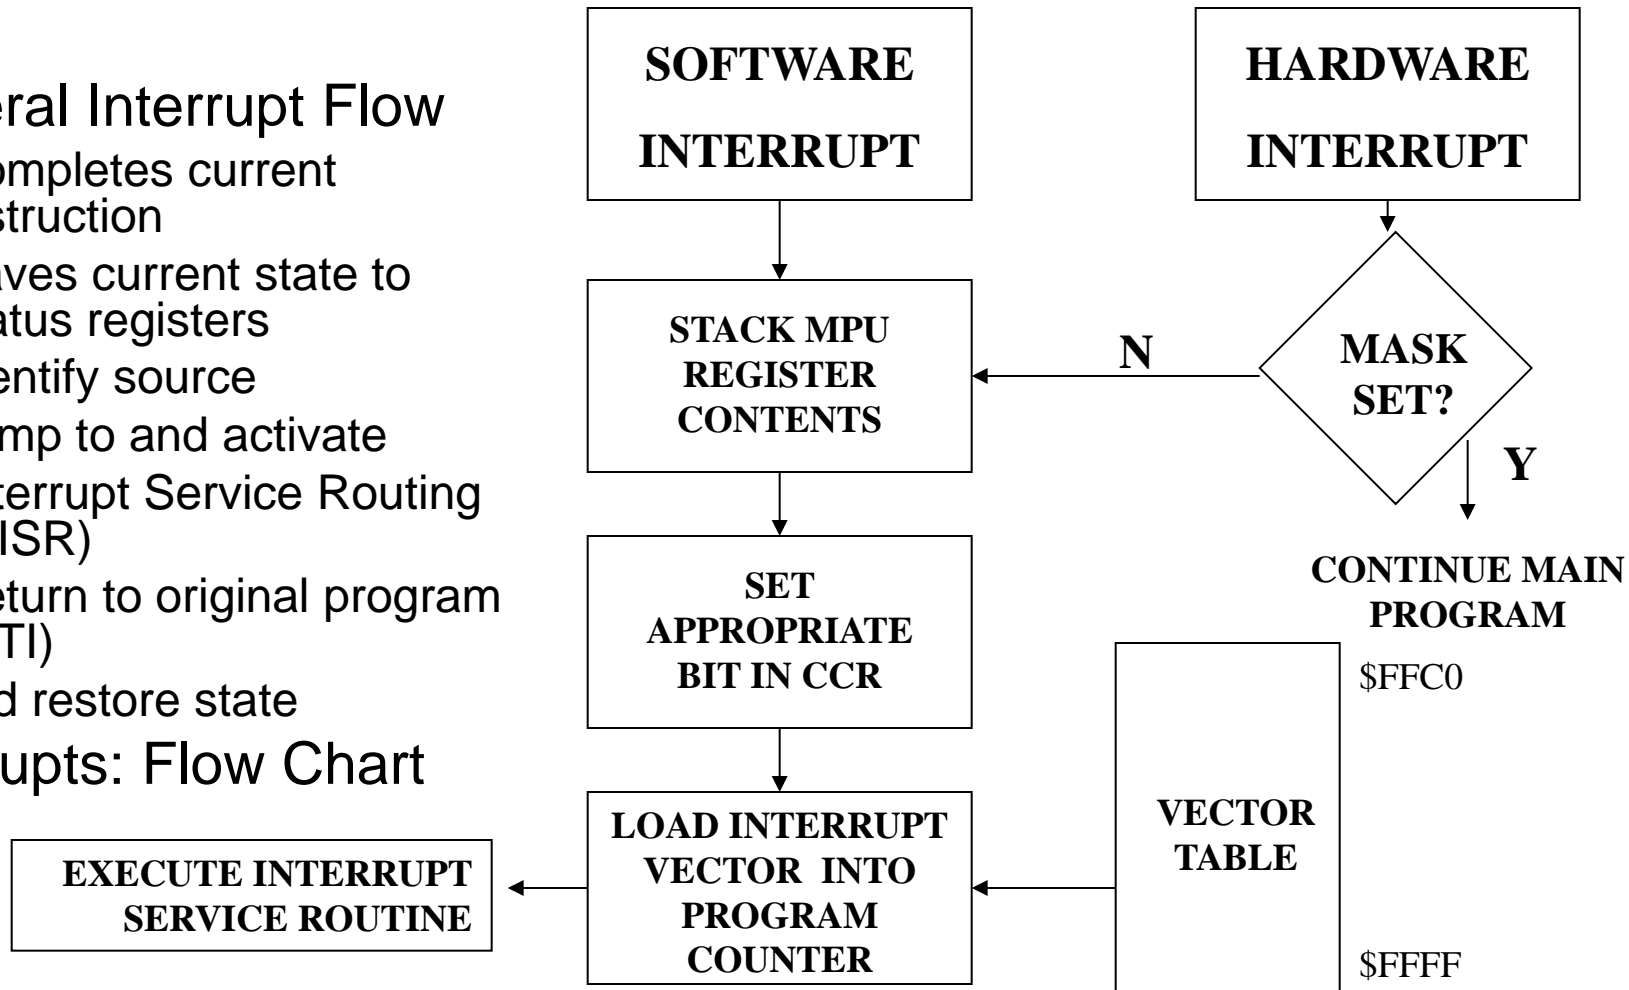 eral Interrupt Flow
ompletes current
struction
aves current state to
atus registers
entify source
mp to and activate
terrupt Service Routing
ISR)
eturn to original program
TI)
d restore state
upts: Flow Chart
SOFTWARE
INTERRUPT
HARDWARE
INTERRUPT
STACK MPU
REGISTER
CONTENTS
N
MASK
SET?
Y
CONTINUE MAIN
PROGRAM
SET
APPROPRIATE
BIT IN CCR
$FFC0
VECTOR
TABLE
$FFFF
LOAD INTERRUPT
VECTOR INTO
PROGRAM
COUNTER
EXECUTE INTERRUPT
SERVICE ROUTINE